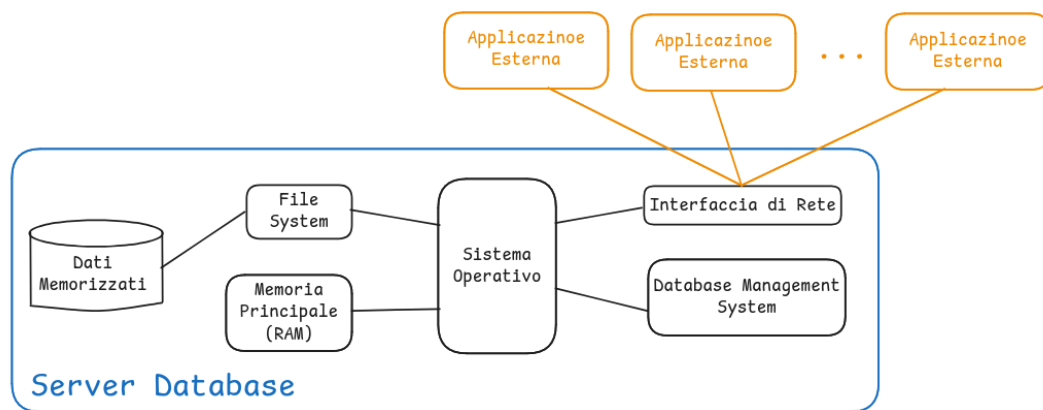 Applicazinoe
Esterna
Applicazinoe
Esterna
. . .
Applicazinoe
Esterna
File
System
Interfaccia di Rete
Dati
Memorizzati
Sistema
Operativo
Memoria
Principale
(RAM)
Database Management
System
Server Database